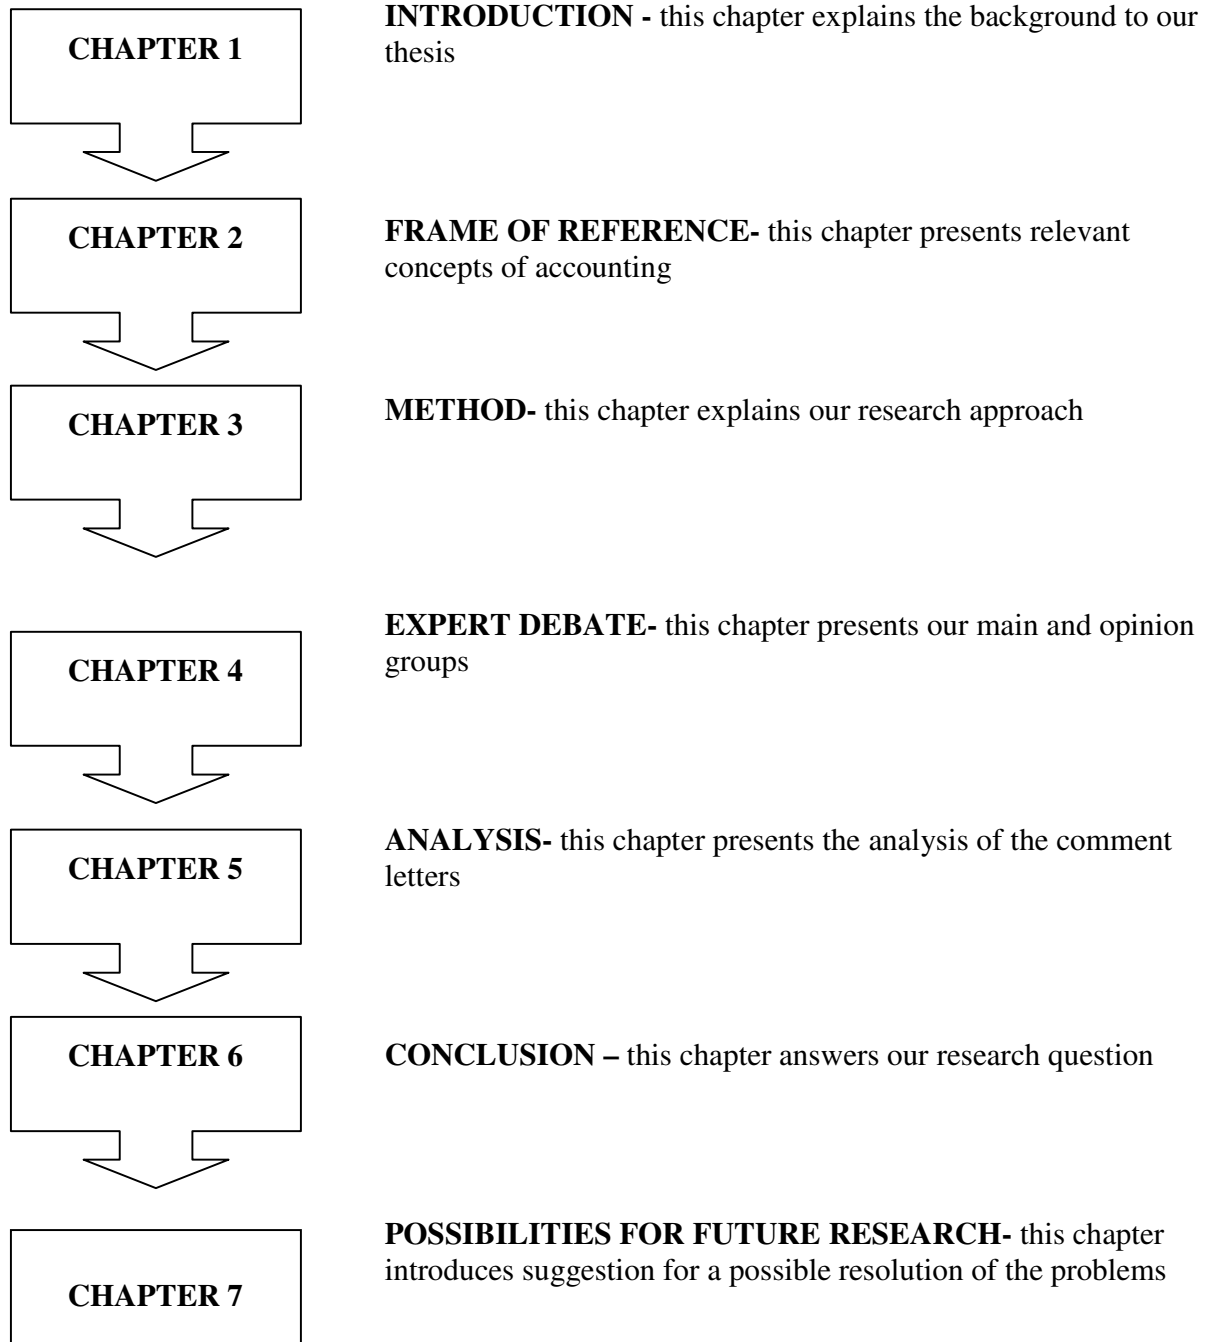 CHAPTER 1
INTRODUCTION - this chapter explains the background to our
thesis
CHAPTER 2
FRAME OF REFERENCE- this chapter presents relevant
concepts of accounting
CHAPTER 3
METHOD- this chapter explains our research approach
CHAPTER 4
EXPERT DEBATE- this chapter presents our main and opinion
groups
CHAPTER 5
ANALYSIS- this chapter presents the analysis of the comment
letters
CHAPTER 6
CONCLUSION – this chapter answers our research question
CHAPTER 7
POSSIBILITIES FOR FUTURE RESEARCH- this chapter
introduces suggestion for a possible resolution of the problems